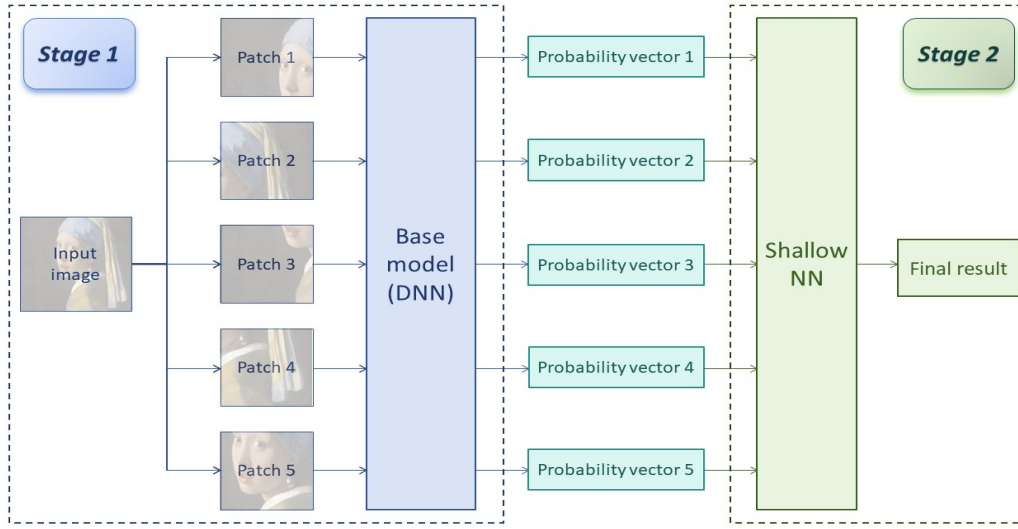 Stage 1
Stage 2
Input
image
Patch 1
Patch 2
Patch 3
Patch 4
Patch 5
Base
model
(DNN)
Probability vector 1
Probability vector 2
Probability vector 3
Probability vector 4
Probability vector 5
Shallow
NN
Final result